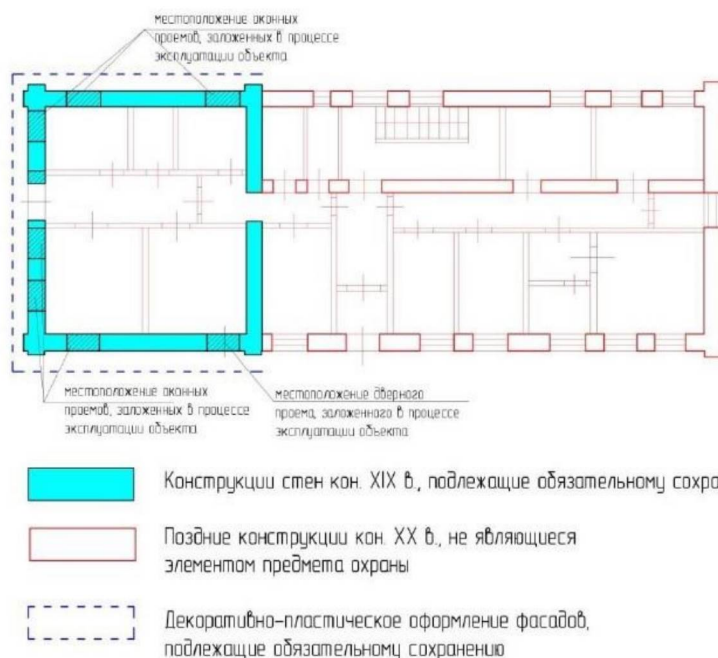 местоположение оконных
проемов, заложенных в процессе
эксплуатации объекта
местоположение оконных
проемов, заложенных в процессе
эксплуатации объекта
местоположение дверного
проема, заложенного в процессе
эксплуатации объекта
Конструкции стен кон. XIX в., подлежащие обязательному сохра
Поздние конструкции кон. XX в., не являющиеся
элементом предмета охраны
Декоративно-пластическое оформление фасадов,
подлежащие обязательному сохранению